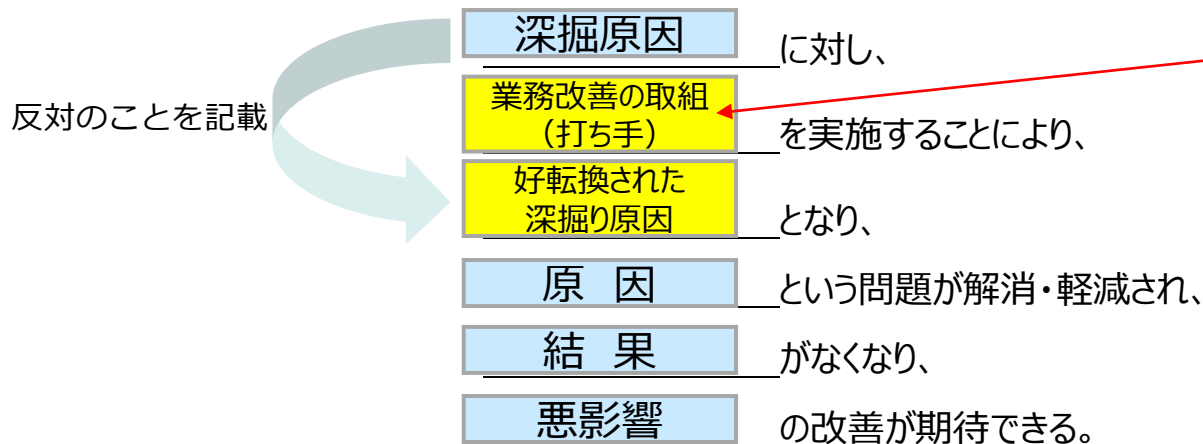 深掘原因 に対し、
業務改善の取組
（打ち手） を実施することにより、
反対のことを記載
好転換された
深掘り原因 となり、
原 因 という問題が解消・軽減され、
結 果 がなくなり、
悪影響 の改善が期待できる。